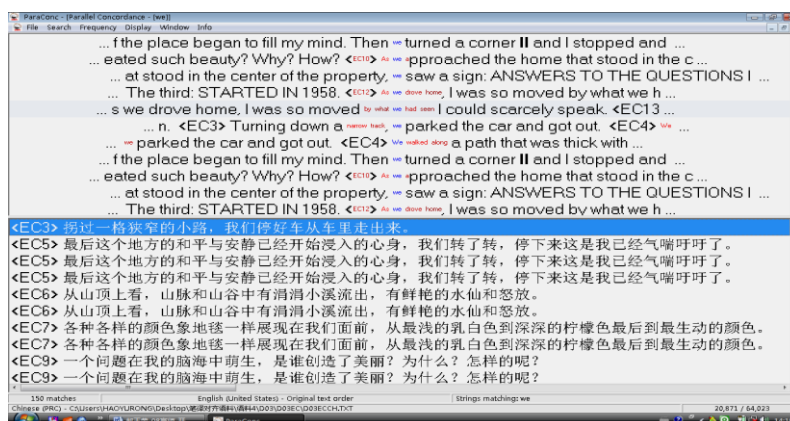 ParaConc - [Parallel Concordance - [we]]
File Search Frequency Display Window Info
... f the place began to fill my mind. Then we turned a corner II and I stopped and ...
... eated such beauty? Why? How? <EC10> As we approached the home that stood in the c ...
... at stood in the center of the property, we saw a sign: ANSWERS TO THE QUESTIONS I ...
... The third: STARTED IN 1958. <EC12> As we drove home, I was so moved by what we h ...
... s we drove home, I was so moved by what we had seen I could scarcely speak. <EC13 ...
... n. <EC3> Turning down a narrow track, we parked the car and got out. <EC4> We ...
... we parked the car and got out. <EC4> We walked along a path that was thick with ...
... f the place began to fill my mind. Then we turned a corner II and I stopped and ...
... eated such beauty? Why? How? <EC10> As we approached the home that stood in the c ...
... at stood in the center of the property, we saw a sign: ANSWERS TO THE QUESTIONS I ...
... The third: STARTED IN 1958. <EC12> As we drove home, I was so moved by what we h ...
<EC3> 拐过一格狭窄的小路，我们停好车从车里走出来。
<EC5> 最后这个地方的和平与安静已经开始浸入的心身，我们转了转，停下来这是我已经气喘吁吁了。
<EC5> 最后这个地方的和平与安静已经开始浸入的心身，我们转了转，停下来这是我已经气喘吁吁了。
<EC5> 最后这个地方的和平与安静已经开始浸入的心身，我们转了转，停下来这是我已经气喘吁吁了。
<EC6> 从山顶上看，山脉和山谷中有涓涓小溪流出，有鲜艳的水仙和怒放。
<EC6> 从山顶上看，山脉和山谷中有涓涓小溪流出，有鲜艳的水仙和怒放。
<EC7> 各种各样的颜色象地毯一样展现在我们面前，从最浅的乳白色到深深的柠檬色最后到最生动的颜色。
<EC7> 各种各样的颜色象地毯一样展现在我们面前，从最浅的乳白色到深深的柠檬色最后到最生动的颜色。
<EC9> 一个问题在我的脑海中萌生，是谁创造了美丽？为什么？怎样的呢？
<EC9> 一个问题在我的脑海中萌生，是谁创造了美丽？为什么？怎样的呢？
150 matches English (United States) - Original text order Strings matching: we
Chinese (PRC) - C:\Users\HAOYURONG\Desktop\笔译对齐语料\语料4\D03\D03EC\D03ECCH.TXT 20,871 / 64,023
ParaConc